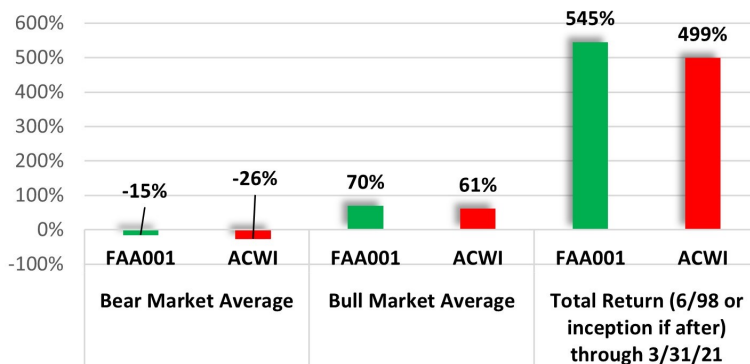 600%
500%
400%
300%
200%
100%
0%
-100%
-15%
-26%
70%
61%
545%
499%
FAA001
ACWI
FAA001
ACWI
FAA001
ACWI
Bear Market Average
Bull Market Average
Total Return (6/98 or
inception if after)
through 3/31/21